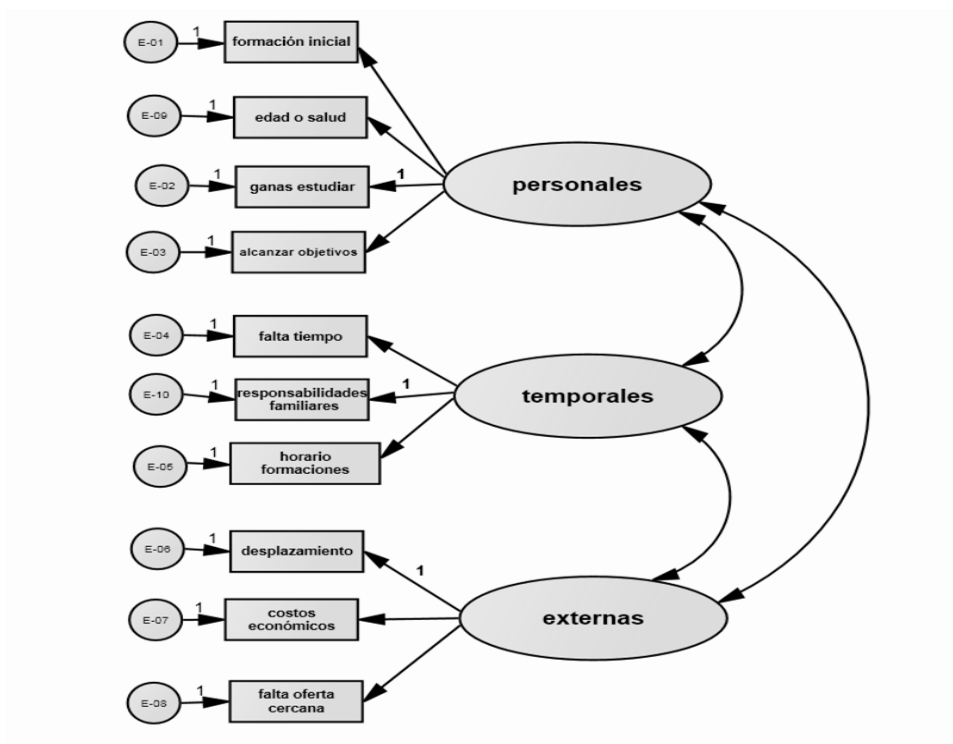 E-01
1
formación inicial
E-09
1
edad o salud
E-02
1
ganas estudiar
1
personales
E-03
1
alcanzar objetivos
E-04
1
falta tiempo
E-10
1
responsabilidades
familiares
1
temporales
E-05
1
horario
formaciones
E-06
1
desplazamiento
1
E-07
1
costos
económicos
externas
E-08
1
falta oferta
cercana